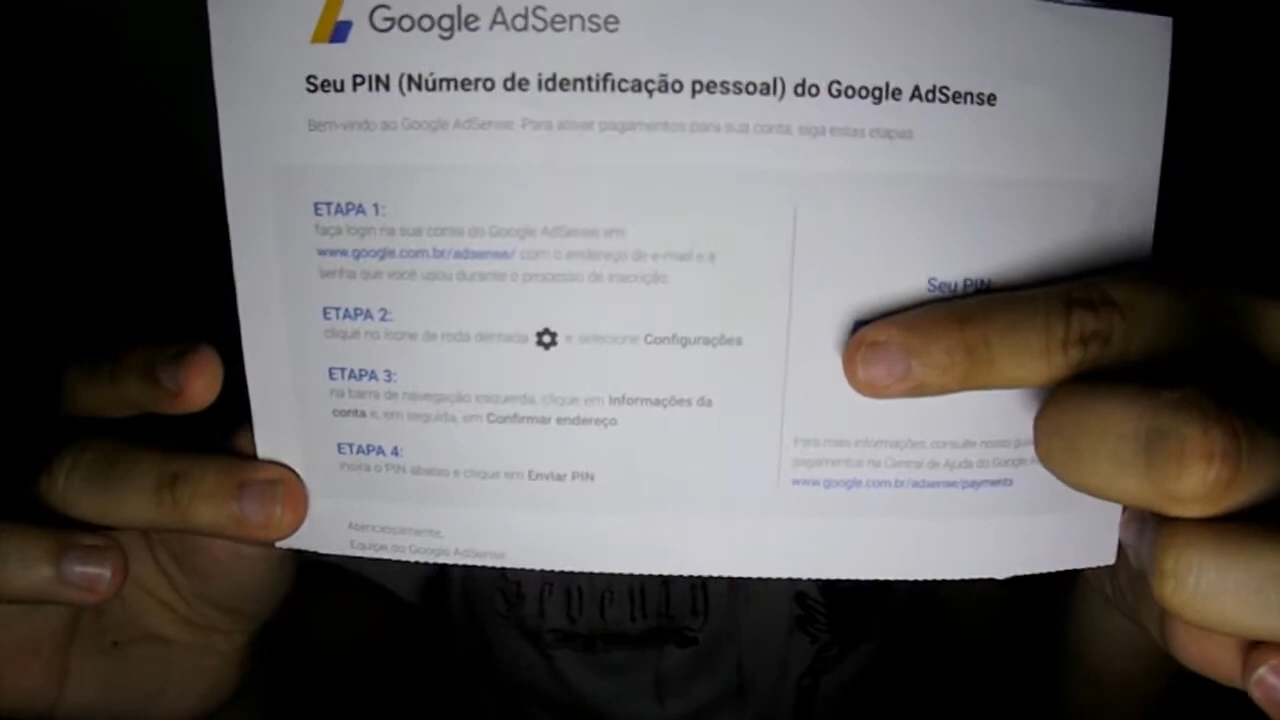 Google AdSense
Seu PIN (Número de identificação pessoal) do Google AdSense
Bem-vindo ao Google AdSense. Para ativar pagamentos para sua conta, siga estas etapas
ETAPA 1:
faça login na sua conta do Google AdSense em
www.google.com.br/adsense/ com o endereço de e-mail e a
senha que você usou durante o processo de inscrição
ETAPA 2:
clique no ícone de roda dentada e selecione Configurações
ETAPA 3:
na barra de navegação esquerda, clique em Informações da
conta e, em seguida, em Confirmar endereço
ETAPA 4:
insira o PIN abaixo e clique em Enviar PIN
Seu PIN
Para mais informações, consulte nosso
pagamentos na Central de Ajuda do Google
www.google.com.br/adsense/payments
Atenciosamente,
Equipe do Google AdSense